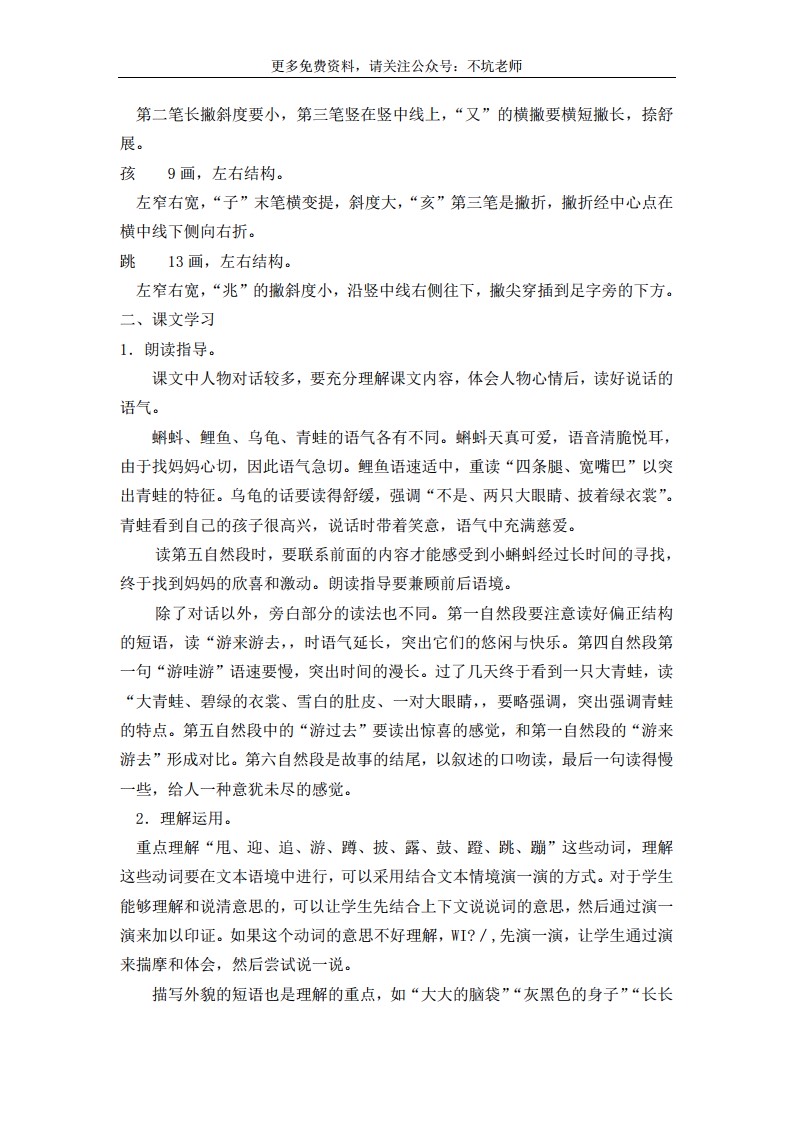 更多免费资料，请关注公众号：不坑老师
第二笔长撇斜度要小，第三笔竖在竖中线上，“又”的横撇要横短撇长，捺舒
展。
孩　　9 画，左右结构。
左窄右宽，“子”末笔横变提，斜度大，“亥”第三笔是撇折，撇折经中心点在
横中线下侧向右折。
跳　　13 画，左右结构。
左窄右宽，“兆”的撇斜度小，沿竖中线右侧往下，撇尖穿插到足字旁的下方。
二、课文学习
1．朗读指导。
课文中人物对话较多，要充分理解课文内容，体会人物心情后，读好说话的
语气。
蝌蚪、鲤鱼、乌龟、青蛙的语气各有不同。蝌蚪天真可爱，语音清脆悦耳，
由于找妈妈心切，因此语气急切。鲤鱼语速适中，重读“四条腿、宽嘴巴”以突
出青蛙的特征。乌龟的话要读得舒缓，强调“不是、两只大眼睛、披着绿衣裳”。
青蛙看到自己的孩子很高兴，说话时带着笑意，语气中充满慈爱。
读第五自然段时，要联系前面的内容才能感受到小蝌蚪经过长时间的寻找，
终于找到妈妈的欣喜和激动。朗读指导要兼顾前后语境。
除了对话以外，旁白部分的读法也不同。第一自然段要注意读好偏正结构
的短语，读“游来游去,，时语气延长，突出它们的悠闲与快乐。第四自然段第
一句“游哇游”语速要慢，突出时间的漫长。过了几天终于看到一只大青蛙，读
“大青蛙、碧绿的衣裳、雪白的肚皮、一对大眼睛,，要略强调，突出强调青蛙
的特点。第五自然段中的“游过去”要读出惊喜的感觉，和第一自然段的“游来
游去”形成对比。第六自然段是故事的结尾，以叙述的口吻读，最后一句读得慢
一些，给人一种意犹未尽的感觉。
2．理解运用。
重点理解“甩、迎、追、游、蹲、披、露、鼓、蹬、跳、蹦”这些动词，理解
这些动词要在文本语境中进行，可以采用结合文本情境演一演的方式。对于学生
能够理解和说清意思的，可以让学生先结合上下文说说词的意思，然后通过演一
演来加以印证。如果这个动词的意思不好理解，WI?/,先演一演，让学生通过演
来揣摩和体会，然后尝试说一说。
描写外貌的短语也是理解的重点，如“大大的脑袋”“灰黑色的身子”“长长